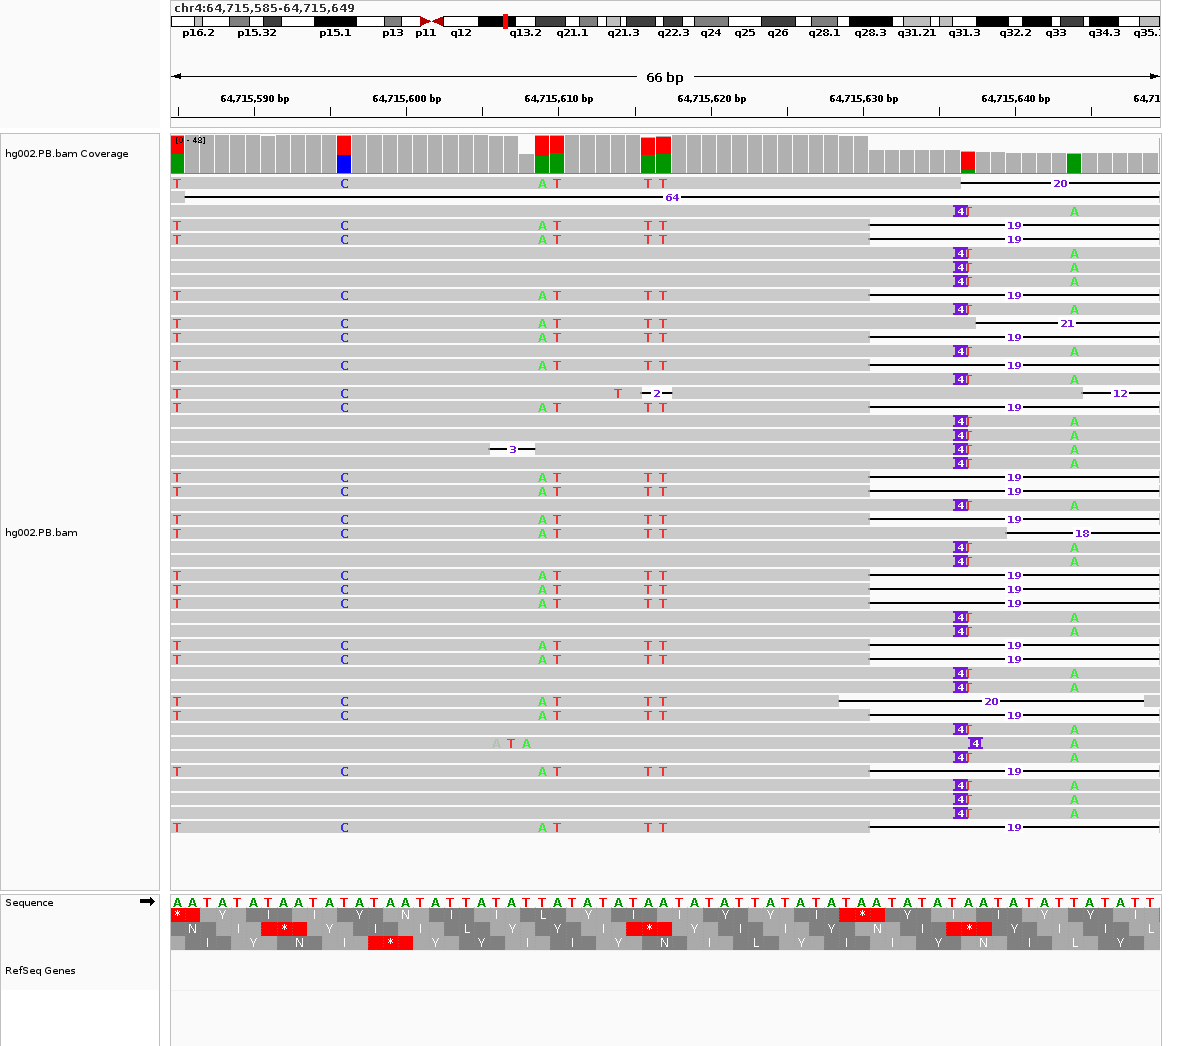 chr4:64,715,585-64,715,649
p16.2 p15.32 p15.1 p13 p11 q12 q13.2 q21.1 q21.3 q22.3 q24 q25 q26 q28.1 q28.3 q31.21 q31.3 q32.2 q33 q34.3 q35.
66 bp
64,715,590 bp 64,715,600 bp 64,715,610 bp 64,715,620 bp 64,715,630 bp 64,715,640 bp 64,71
[0 - 48]
hg002.PB.bam Coverage
T C A T T T 20
64
4 T A
T C A T T T 19
T C A T T T 19
4 T A
4 T A
4 T A
T C A T T T 19
4 T A
T C A T T T 21
T C A T T T 19
4 T A
T C A T T T 19
4 T A
T C T 2 12
T C A T T T 19
4 T A
4 T A
3 4 T A
4 T A
T C A T T T 19
T C A T T T 19
4 T A
T C A T T T 19
hg002.PB.bam T C A T T T 18
4 T A
4 T A
T C A T T T 19
T C A T T T 19
T C A T T T 19
4 T A
4 T A
T C A T T T 19
T C A T T T 19
4 T A
4 T A
T C A T T T 20
T C A T T T 19
4 T A
A T A 4 A
4 T A
T C A T T T 19
4 T A
4 T A
4 T A
T C A T T T 19
Sequence A A T A T A T A A T A T A T A A T A T T A T A T T A T A T A T A A T A T A T T A T A T A T A A T A T A T A A T A T A T T A T A T T
* Y I I Y N I I L Y I I Y Y I * Y I I Y Y I
N I * Y I I L Y Y I * Y I I Y N I * Y I I L
I Y N I * Y Y I I Y N I L Y I I Y N I L Y
RefSeq Genes